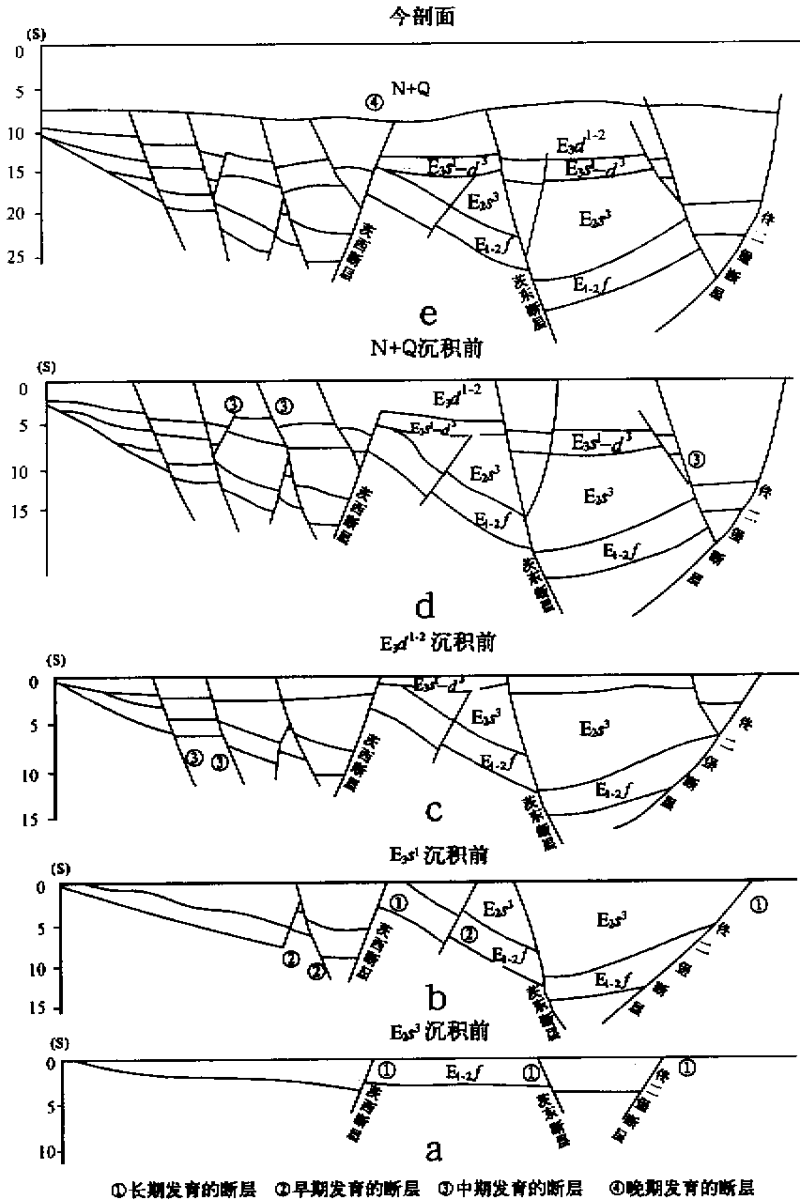 今剖面
(S)
0
5
10
15
20
25
④ N+Q
E₃d¹⁻²
E₃s¹–d³
E₃s¹–d³
E₂s³
E₂s³
E₁₋₂f
E₁₋₂f
e
N+Q沉积前
(S)
0
5
10
15
③
③
③
E₃d¹⁻²
E₃s¹–d³
E₃s¹–d³
E₂s³
E₂s³
E₁₋₂f
E₁₋₂f
d
E₃d¹⁻² 沉积前
(S)
0
5
10
15
E₃s¹–d³
E₂s³
E₂s³
③
③
E₁₋₂f
E₁₋₂f
c
E₃s¹ 沉积前
(S)
0
5
10
15
①
E₂s³
E₂s³
①
②
②
②
E₁₋₂f
E₁₋₂f
b
E₂s³ 沉积前
(S)
0
5
10
①
E₁₋₂f
①
①
a
①长期发育的断层 ②早期发育的断层 ③中期发育的断层 ④晚期发育的断层